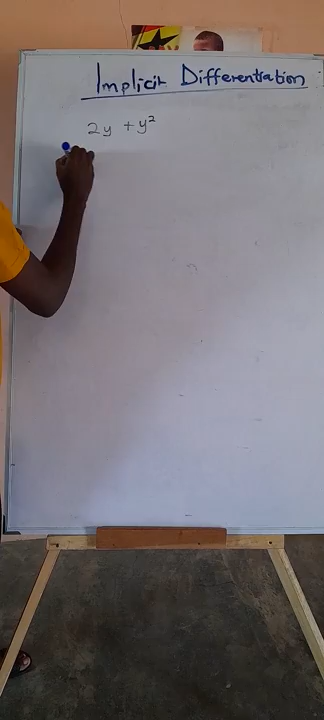 Implicit Differentiation
2y + y²